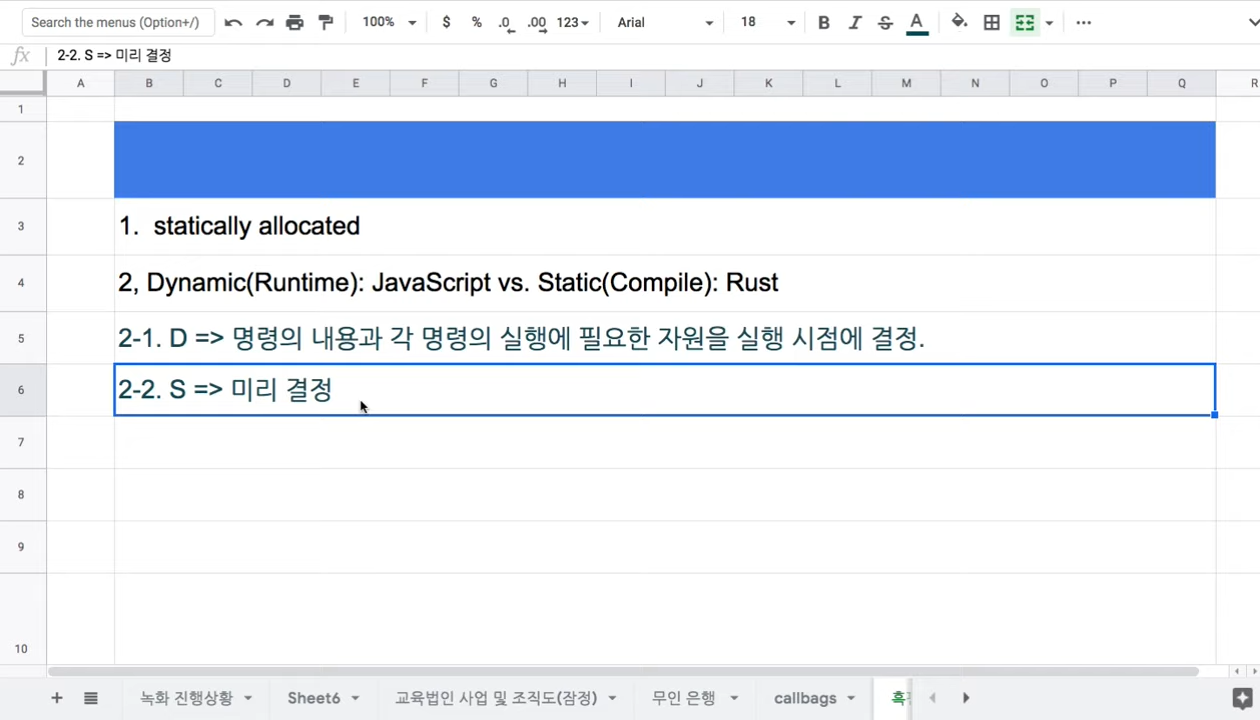 Search the menus (Option+/) 100% $ % .0 .00 123 Arial 18 B I S A
fx 2-2. S => 미리 결정
A B C D E F G H I J K L M N O P Q R
1
2
3 1. statically allocated
4 2, Dynamic(Runtime): JavaScript vs. Static(Compile): Rust
5 2-1. D => 명령의 내용과 각 명령의 실행에 필요한 자원을 실행 시점에 결정.
6 2-2. S => 미리 결정
7
8
9
10
녹화 진행상황 Sheet6 교육법인 사업 및 조직도(잠정) 무인 은행 callbags